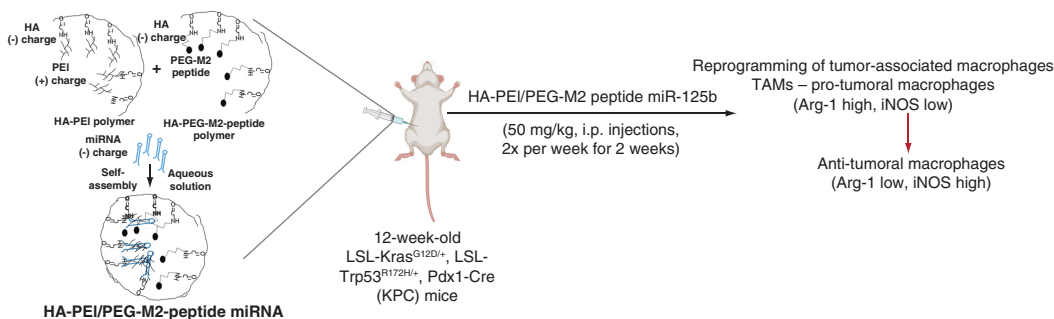 HA
(-) charge
PEI
(+) charge
HA-PEI polymer
+
HA
(-) charge
PEG-M2
peptide
HA-PEG-M2-peptide
polymer
miRNA
(-) charge
Self-
assembly
Aqueous
solution
HA-PEI/PEG-M2-peptide miRNA
12-week-old
LSL-Kras^G12D/+, LSL-
Trp53^R172H/+, Pdx1-Cre
(KPC) mice
HA-PEI/PEG-M2 peptide miR-125b
(50 mg/kg, i.p. injections,
2x per week for 2 weeks)
Reprogramming of tumor-associated macrophages
TAMs – pro-tumoral macrophages
(Arg-1 high, iNOS low)
Anti-tumoral macrophages
(Arg-1 low, iNOS high)